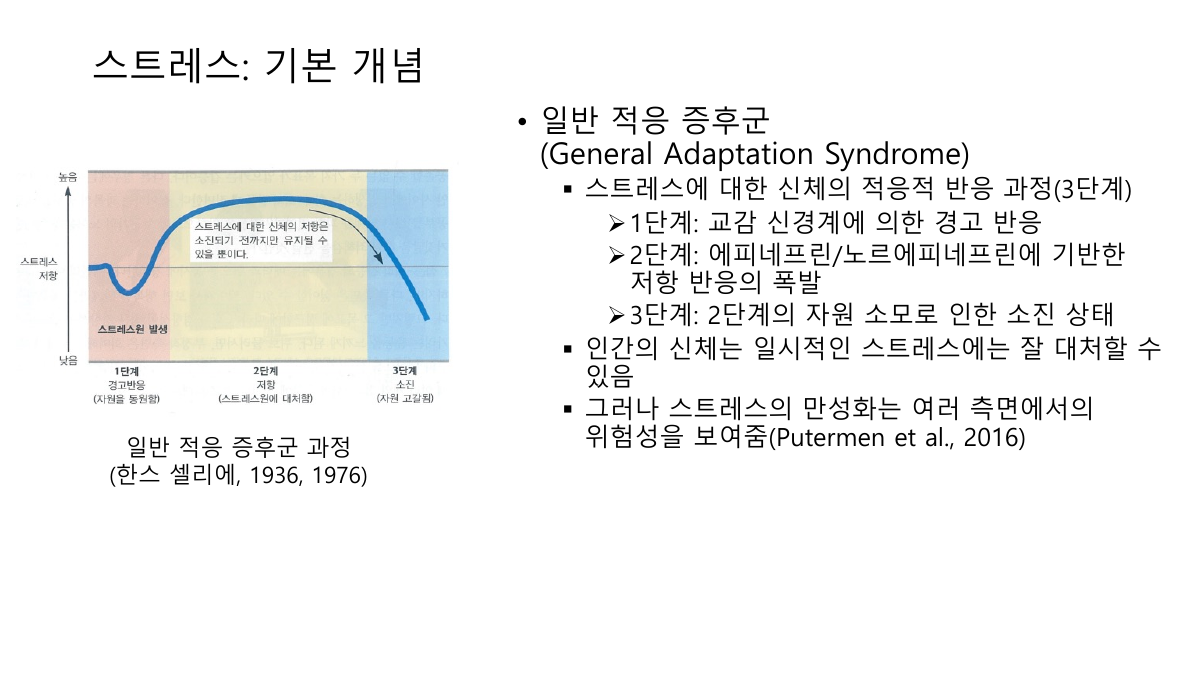 스트레스: 기본 개념
높음
스트레스
저항
낮음
스트레스에 대한 신체의 저항은
소진되기 전까지만 유지될 수
있을 뿐이다.
스트레스원 발생
1단계
경고반응
(자원을 동원함)
2단계
저항
(스트레스원에 대처함)
3단계
소진
(자원 고갈됨)
일반 적응 증후군 과정
(한스 셀리에, 1936, 1976)
• 일반 적응 증후군
(General Adaptation Syndrome)
▪ 스트레스에 대한 신체의 적응적 반응 과정(3단계)
➢1단계: 교감 신경계에 의한 경고 반응
➢2단계: 에피네프린/노르에피네프린에 기반한
저항 반응의 폭발
➢3단계: 2단계의 자원 소모로 인한 소진 상태
▪ 인간의 신체는 일시적인 스트레스에는 잘 대처할 수
있음
▪ 그러나 스트레스의 만성화는 여러 측면에서의
위험성을 보여줌(Putermen et al., 2016)